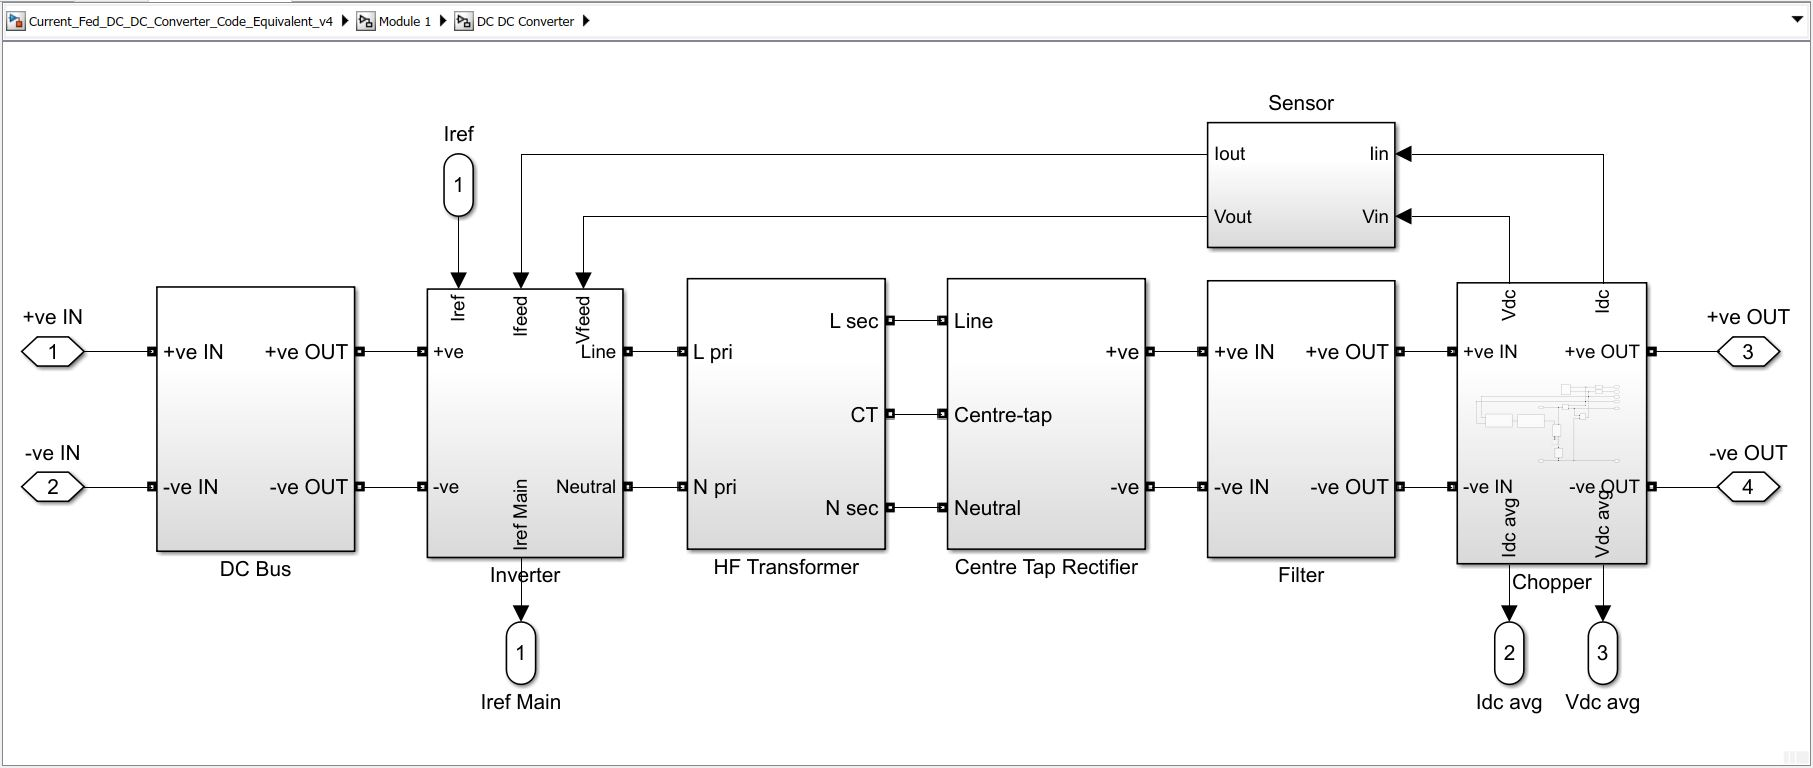 Current_Fed_DC_DC_Converter_Code_Equivalent_v4 Module 1 DC DC Converter
Sensor
Iref
1
Iout Iin
Vout Vin
Iref Ifeed Vfeed
Vdc Idc
+ve IN
1
+ve IN +ve OUT
+ve Line
L pri L sec
CT
Line +ve
Centre-tap
+ve IN +ve OUT
+ve IN +ve OUT
+ve OUT
3
-ve IN
2
-ve IN -ve OUT
-ve Iref Main Neutral
N pri N sec
Neutral -ve
-ve IN -ve OUT
-ve IN -ve OUT
Idc avg Vdc avg
-ve OUT
4
DC Bus
Inverter
HF Transformer
Centre Tap Rectifier
Filter
Chopper
1
Iref Main
2
Idc avg
3
Vdc avg